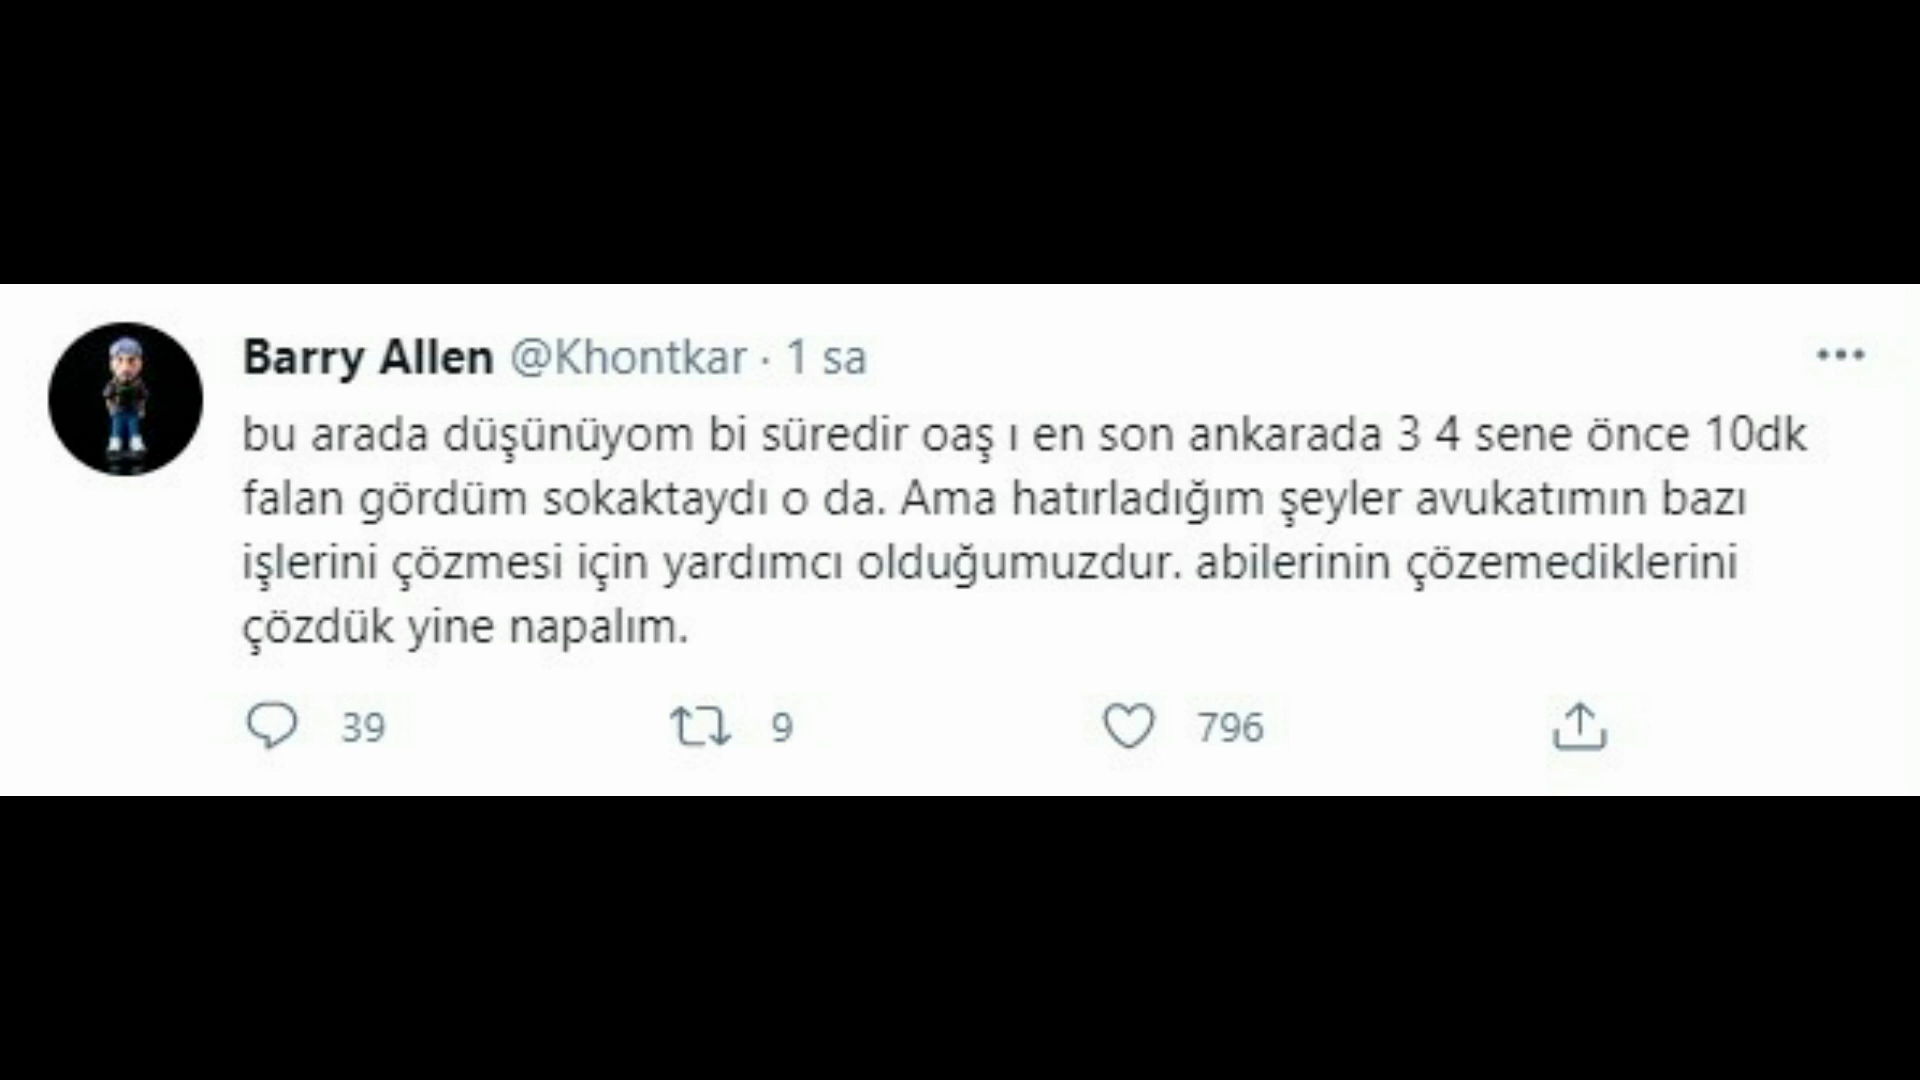 Barry Allen @Khontkar · 1 sa
bu arada düşünüyom bi süredir oaş ı en son ankarada 3 4 sene önce 10dk
falan gördüm sokaktaydı o da. Ama hatırladığım şeyler avukatımın bazı
işlerini çözmesi için yardımcı olduğumuzdur. abilerinin çözemediklerini
çözdük yine napalım.
39 9 796